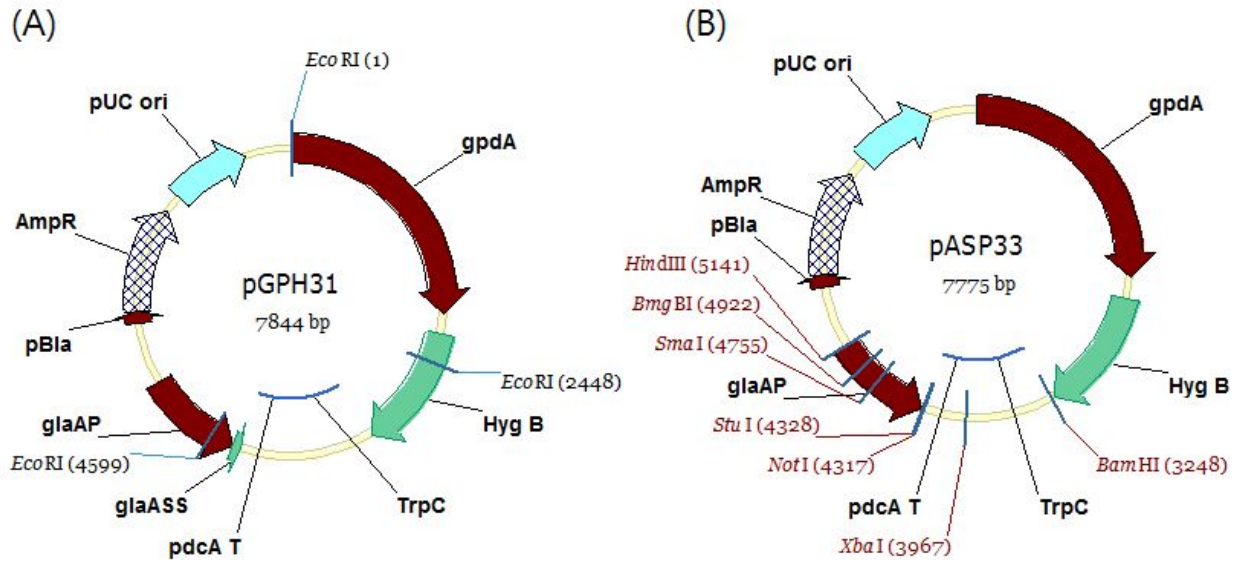 (A)
EcoRI (1)
pUC ori
gpdA
AmpR
pGPH31
7844 bp
pBla
EcoRI (2448)
Hyg B
glaAP
EcoRI (4599)
glaASS
TrpC
pdcA T
(B)
pUC ori
gpdA
AmpR
pBla
pASP33
7775 bp
HindIII (5141)
BmgBI (4922)
SmaI (4755)
glaAP
Hyg B
StuI (4328)
NotI (4317)
BamHI (3248)
pdcA T
TrpC
XbaI (3967)